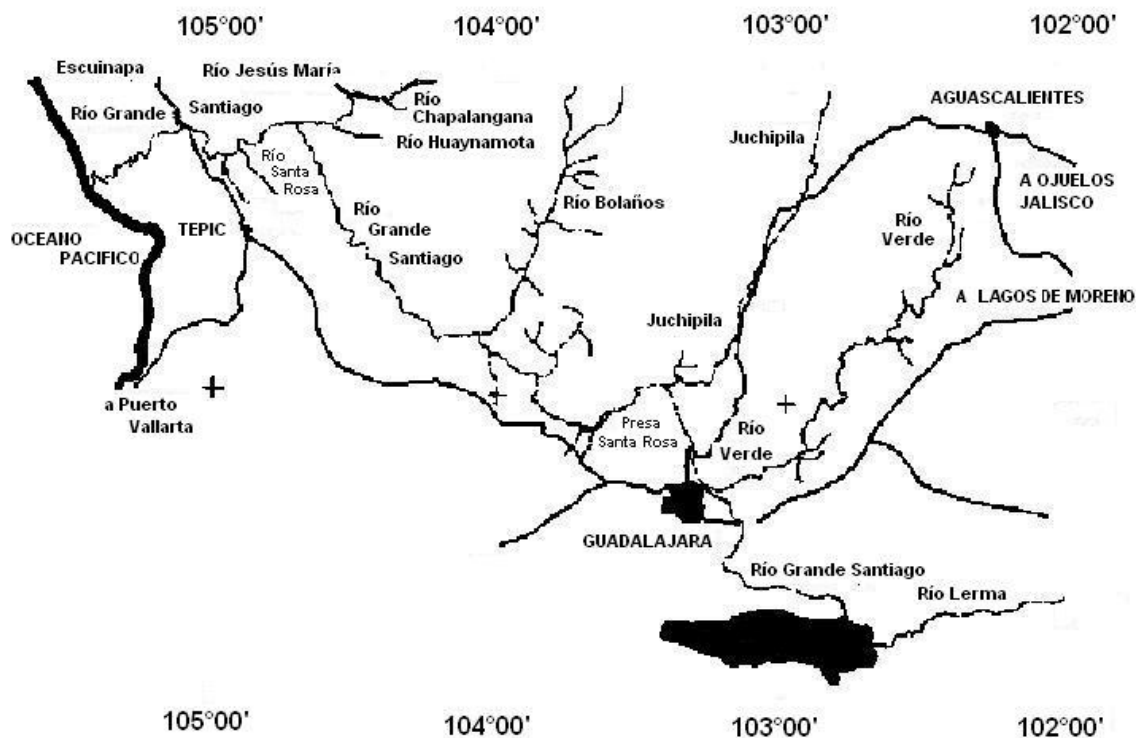 105°00'
104°00'
103°00'
102°00'
Escuinapa
Río Jesús María
Río Grande
Santiago
Río
Chapalangana
Río Huaynamota
Río
Santa
Rosa
Juchipila
AGUASCALIENTES
A OJUELOS
JALISCO
Río Bolaños
Río
Verde
Río
Grande
Santiago
TEPIC
OCEANO
PACIFICO
A LAGOS DE MORENO
Juchipila
a Puerto
Vallarta
Presa
Santa Rosa
Río
Verde
GUADALAJARA
Río Grande Santiago
Río Lerma
105°00'
104°00'
103°00'
102°00'